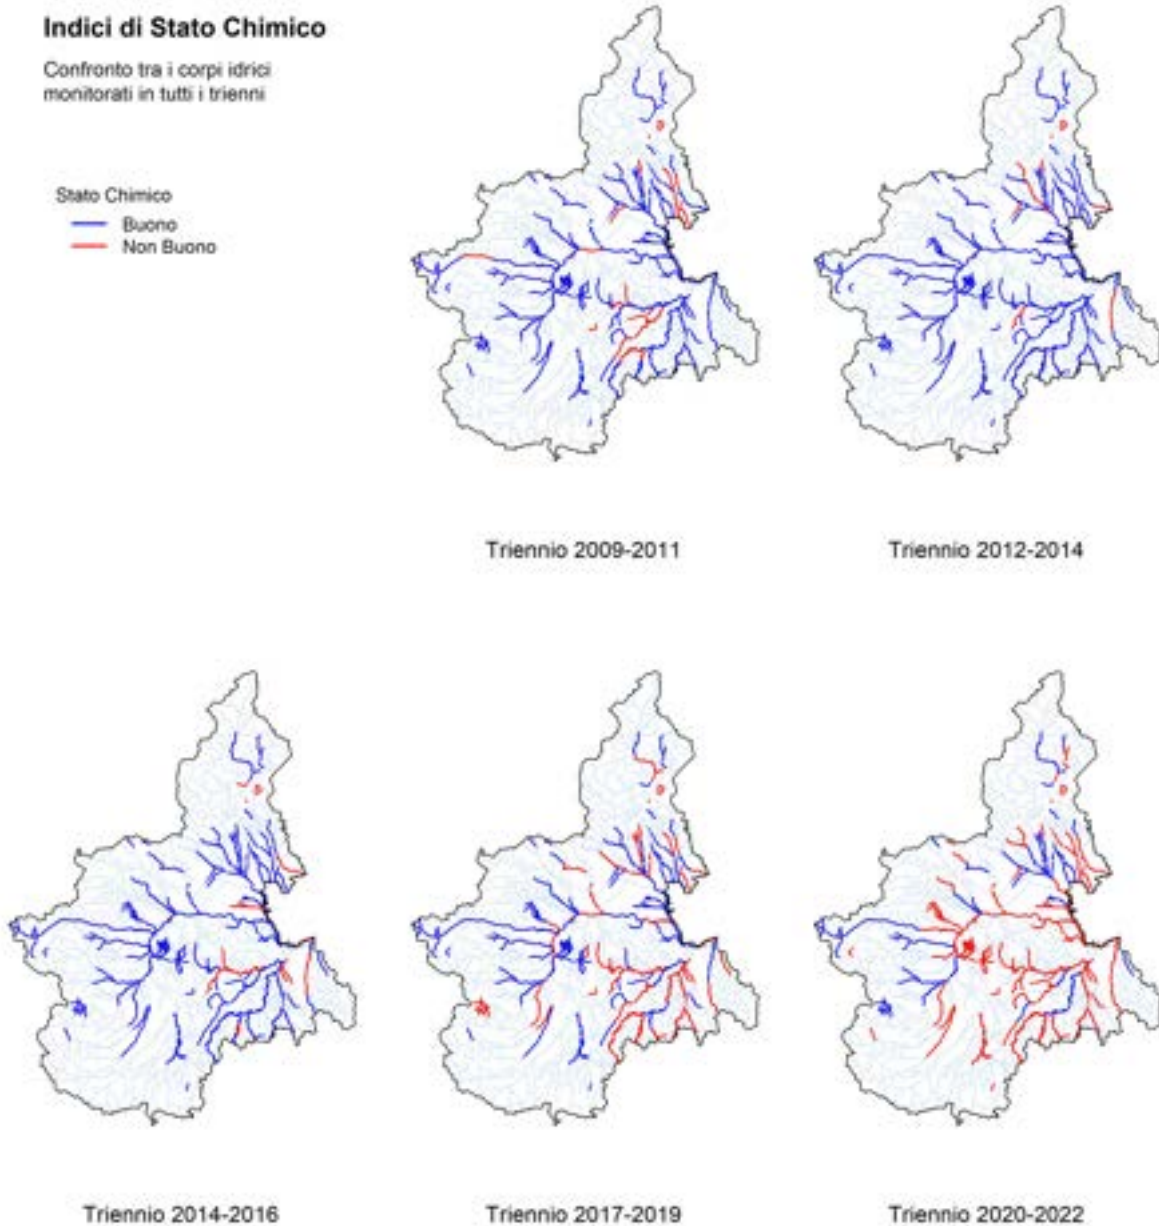 Indici di Stato Chimico
Confronto tra i corpi idrici
monitorati in tutti i trienni
Stato Chimico
Buono
Non Buono
Triennio 2009-2011
Triennio 2012-2014
Triennio 2014-2016
Triennio 2017-2019
Triennio 2020-2022